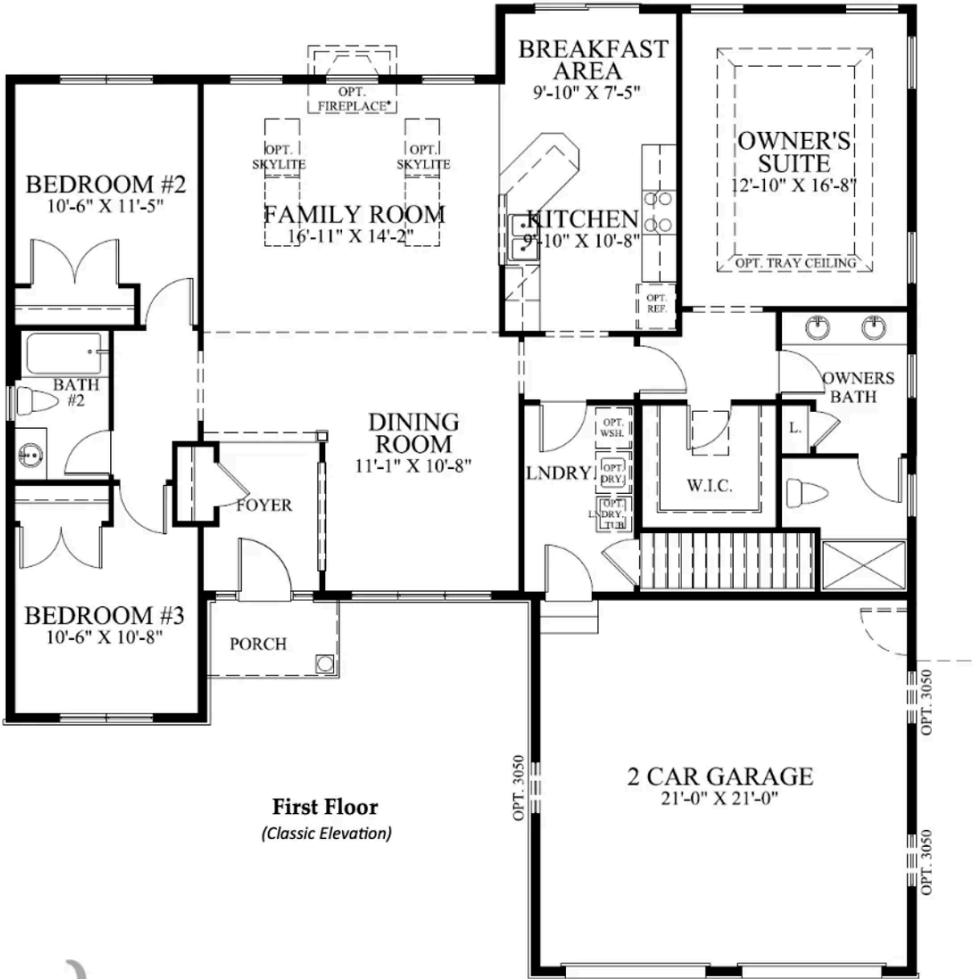 BREAKFAST
AREA
9'-10" X 7'-5"
OPT.
FIREPLACE*
OPT.
SKYLITE
OPT.
SKYLITE
OWNER'S
SUITE
12'-10" X 16'-8"
BEDROOM #2
10'-6" X 11'-5"
FAMILY ROOM
16'-11" X 14'-2"
KITCHEN
9'-10" X 10'-8"
OPT. TRAY CEILING
OPT.
REF.
BATH
#2
OWNERS
BATH
DINING
ROOM
11'-1" X 10'-8"
OPT.
WSH.
L.
LNDRY.
OPT.
DRY.
W.I.C.
FOYER
OPT.
LNDRY.
TUB
BEDROOM #3
10'-6" X 10'-8"
PORCH
OPT. 3050
OPT. 3050
2 CAR GARAGE
21'-0" X 21'-0"
First Floor
(Classic Elevation)
OPT. 3050